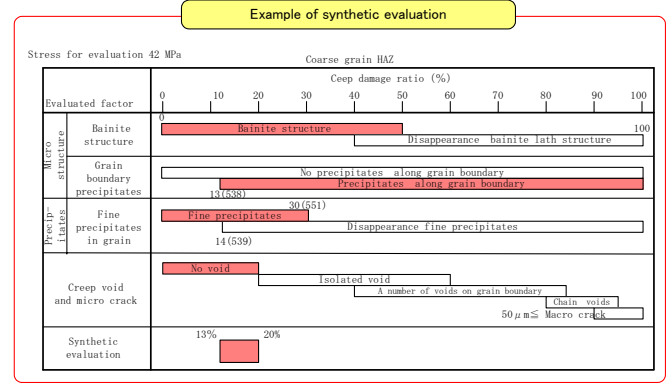 Example of synthetic evaluation
Stress for evaluation 42 MPa
Coarse grain HAZ
Ceep damage ratio (%)
Evaluated factor
0 10 20 30 40 50 60 70 80 90 100
Micro
structure
Bainite
structure
0
100
Bainite structure
Disappearance bainite lath structure
Grain
boundary
precipitates
No precipitates along grain boundary
Precipitates along grain boundary
13(538)
Precip-
itates
Fine
precipitates
in grain
30(551)
Fine precipitates
Disappearance fine precipitates
14(539)
Creep void
and micro crack
No void
Isolated void
A number of voids on grain boundary
Chain voids
50μm≦ Macro crack
Synthetic
evaluation
13% 20%